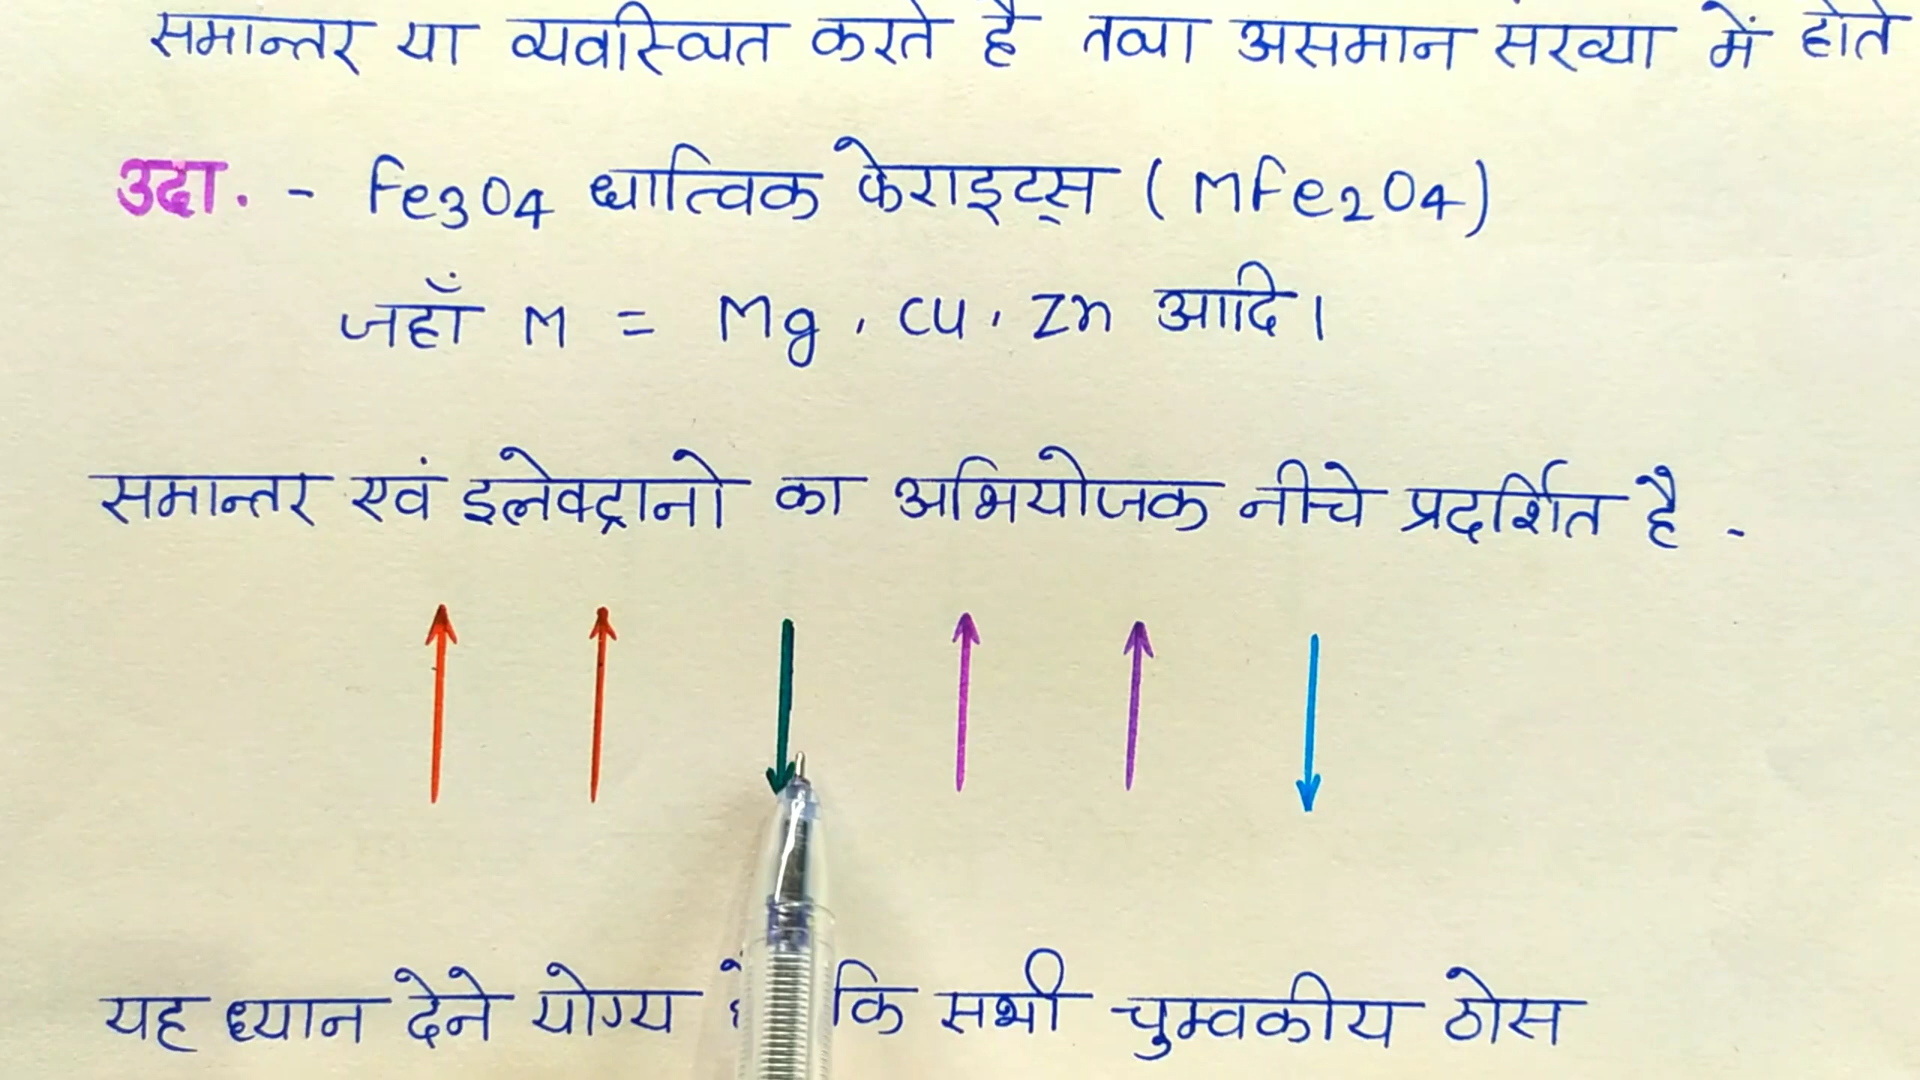 समान्तर या व्यवस्थित करते है तथा असमान संख्या में होते
उदा. - Fe3O4 धात्विक फेराइट्स ( MFe2O4)
जहाँ M = Mg, Cu, Zn आदि।
समान्तर एवं इलेक्ट्रानो का अभियोजक नीचे प्रदर्शित है -
यह ध्यान देने योग्य कि सभी चुम्वकीय ठोस